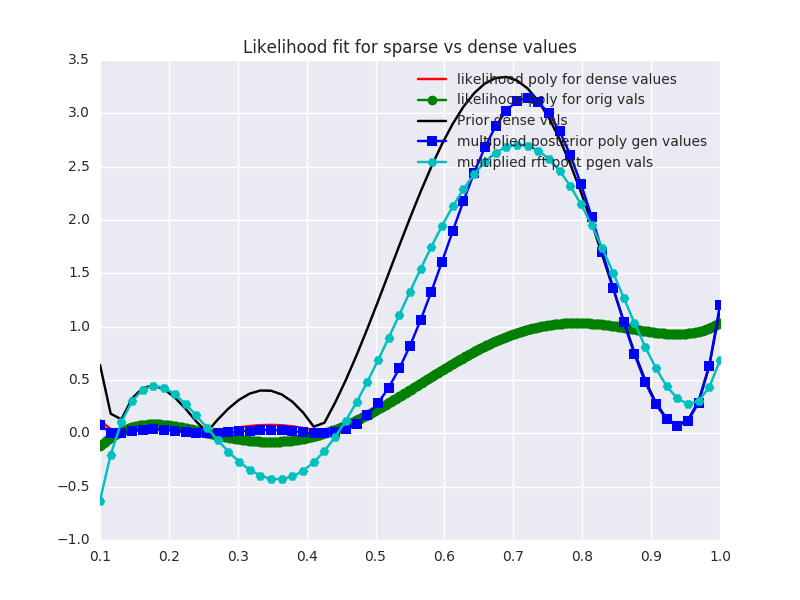 Likelihood fit for sparse vs dense values
likelihood poly for dense values
likelihood poly for orig vals
Prior dense vals
multiplied posterior poly gen values
multiplied rft post pgen vals
3.5
3.0
2.5
2.0
1.5
1.0
0.5
0.0
−0.5
−1.0
0.1 0.2 0.3 0.4 0.5 0.6 0.7 0.8 0.9 1.0